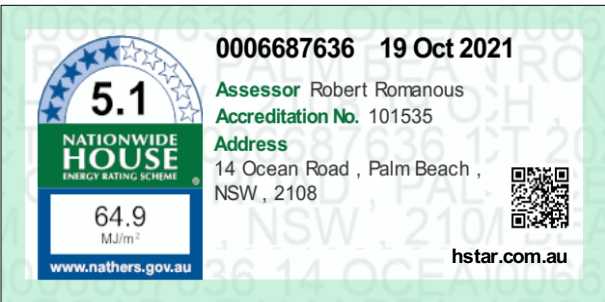 0006687636 19 Oct 2021
5.1
NATIONWIDE
HOUSE
ENERGY RATING SCHEME ®
64.9
MJ/m²
www.nathers.gov.au
Assessor Robert Romanous
Accreditation No. 101535
Address
14 Ocean Road , Palm Beach ,
NSW , 2108
hstar.com.au